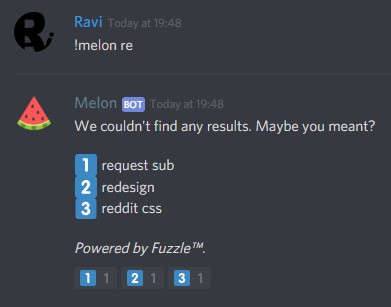 Ravi Today at 19:48
!melon re
Melon BOT Today at 19:48
We couldn't find any results. Maybe you meant?
1 request sub
2 redesign
3 reddit css
Powered by Fuzzle™.
1 1 2 1 3 1